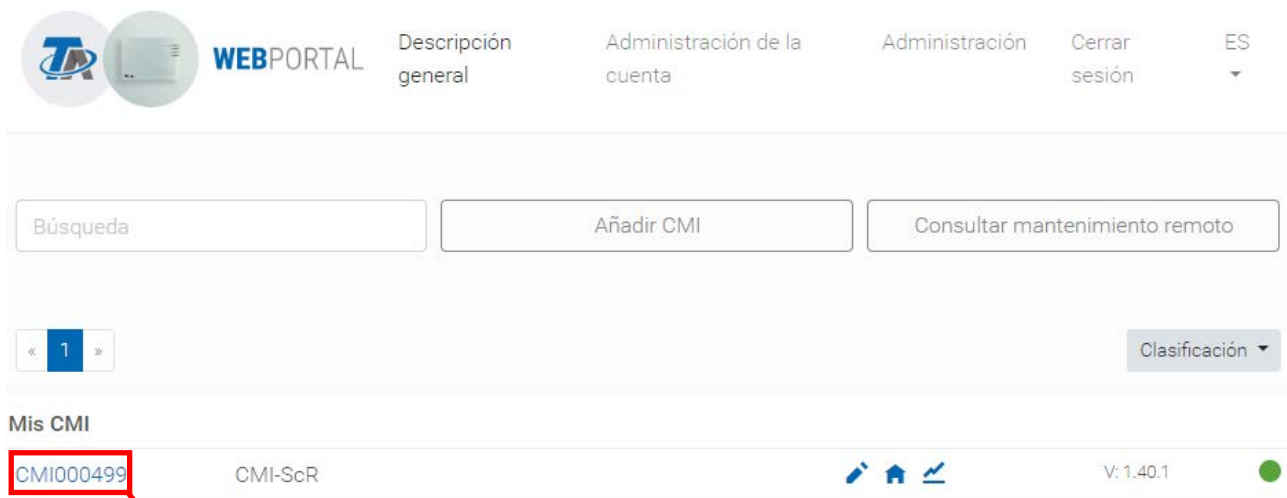 TA WEBPORTAL Descripción general Administración de la cuenta Administración Cerrar sesión ES
Búsqueda Añadir CMI Consultar mantenimiento remoto
« 1 » Clasificación
Mis CMI
CMI000499 CMI-ScR V: 1.40.1